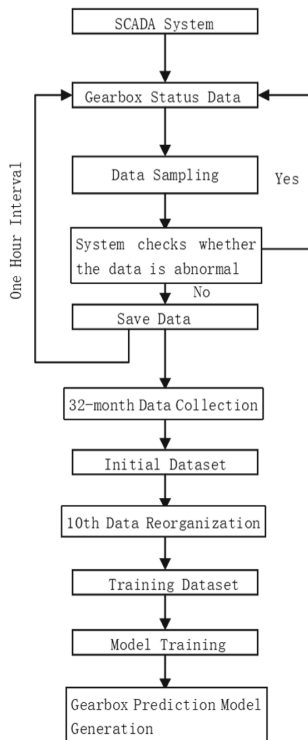 SCADA System
Gearbox Status Data
One Hour Interval
Data Sampling
Yes
System checks whether
the data is abnormal
No
Save Data
32-month Data Collection
Initial Dataset
10th Data Reorganization
Training Dataset
Model Training
Gearbox Prediction Model
Generation